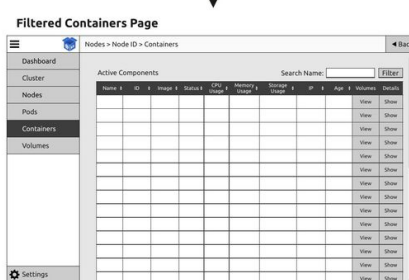 Filtered Containers Page
Nodes > Node ID > Containers
◄ Bac
Dashboard
Cluster
Nodes
Pods
Containers
Volumes
Settings
Active Components
Search Name:
Filter
Name ID Image Status CPU Usage Memory Usage Storage Usage IP Age Volumes Details
View Show
View Show
View Show
View Show
View Show
View Show
View Show
View Show
View Show
View Show
View Show
View Show
View Show
View Show